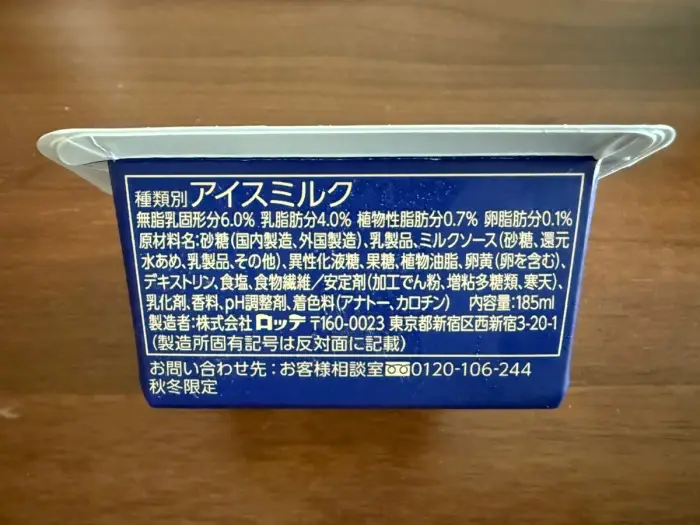 種類別 アイスミルク
無脂乳固形分6.0% 乳脂肪分4.0% 植物性脂肪分0.7% 卵脂肪分0.1%
原材料名:砂糖(国内製造、外国製造)、乳製品、ミルクソース(砂糖、還元
水あめ、乳製品、その他)、異性化液糖、果糖、植物油脂、卵黄(卵を含む)、
デキストリン、食塩、食物繊維/安定剤(加工でん粉、増粘多糖類、寒天)、
乳化剤、香料、pH調整剤、着色料(アナトー、カロチン) 内容量:185ml
製造者:株式会社 ロッテ 〒160-0023 東京都新宿区西新宿3-20-1
(製造所固有記号は反対面に記載)
お問い合わせ先:お客様相談室 0120-106-244
秋冬限定